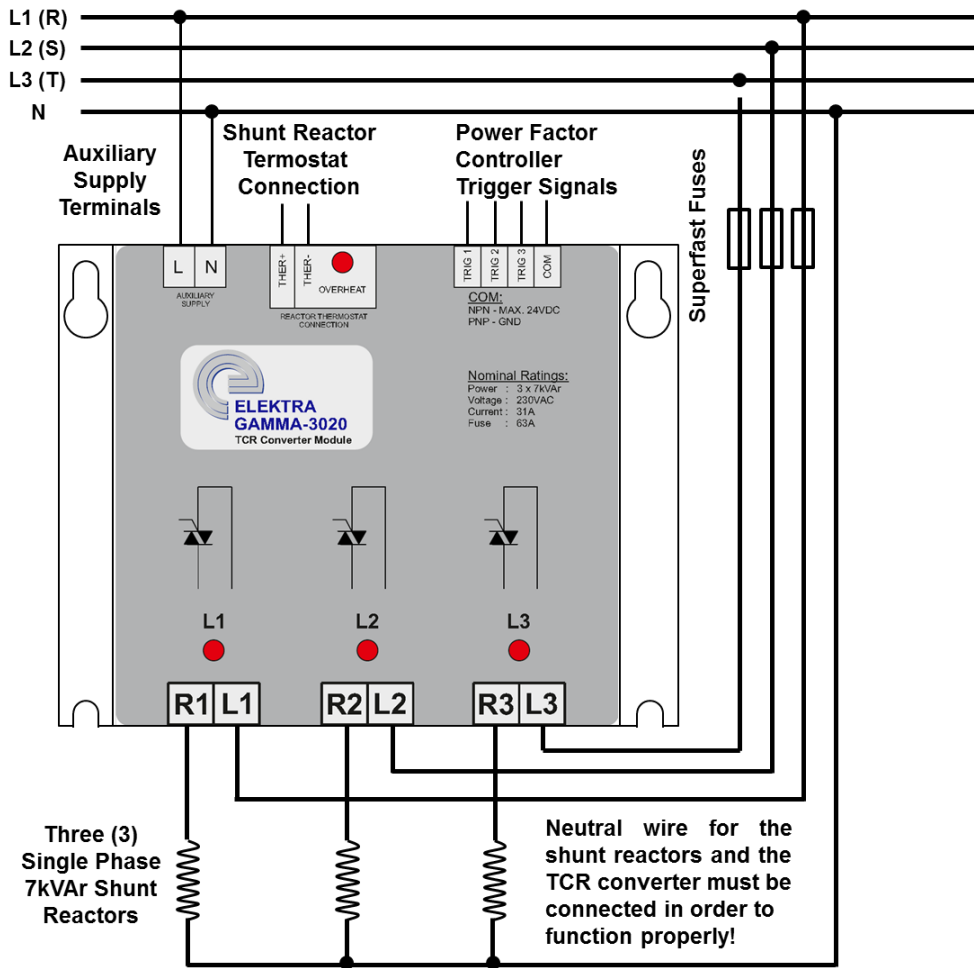 L1 (R)
L2 (S)
L3 (T)
N
Auxiliary
Supply
Terminals
Shunt Reactor
Termostat
Connection
Power Factor
Controller
Trigger Signals
Superfast Fuses
L N
AUXILIARY
SUPPLY
THER+
THER-
OVERHEAT
REACTOR THERMOSTAT
CONNECTION
TRIG 1
TRIG 2
TRIG 3
COM
COM:
NPN - MAX. 24VDC
PNP - GND
Nominal Ratings:
Power : 3 x 7kVAr
Voltage : 230VAC
Current : 31A
Fuse : 63A
ELEKTRA
GAMMA-3020
TCR Converter Module
L1
L2
L3
R1 L1
R2 L2
R3 L3
Three (3)
Single Phase
7kVAr Shunt
Reactors
Neutral wire for the
shunt reactors and the
TCR converter must be
connected in order to
function properly!